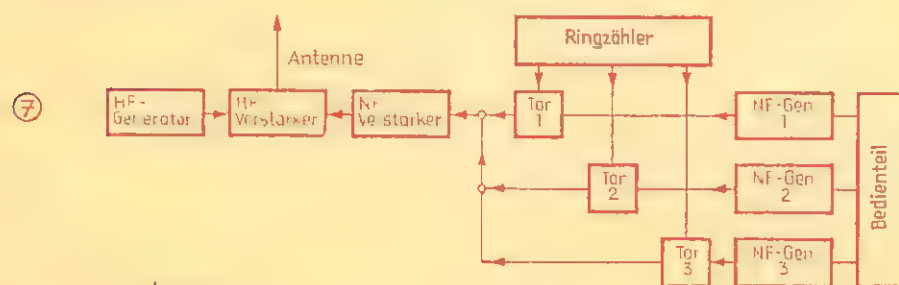 7
Antenne
Ringzähler
HF-
Generator
HF
Verstärker
NF
Verstärker
Tor
1
NF-Gen
1
Tor
2
NF-Gen
2
Tor
3
NF-Gen
3
Bedienteil